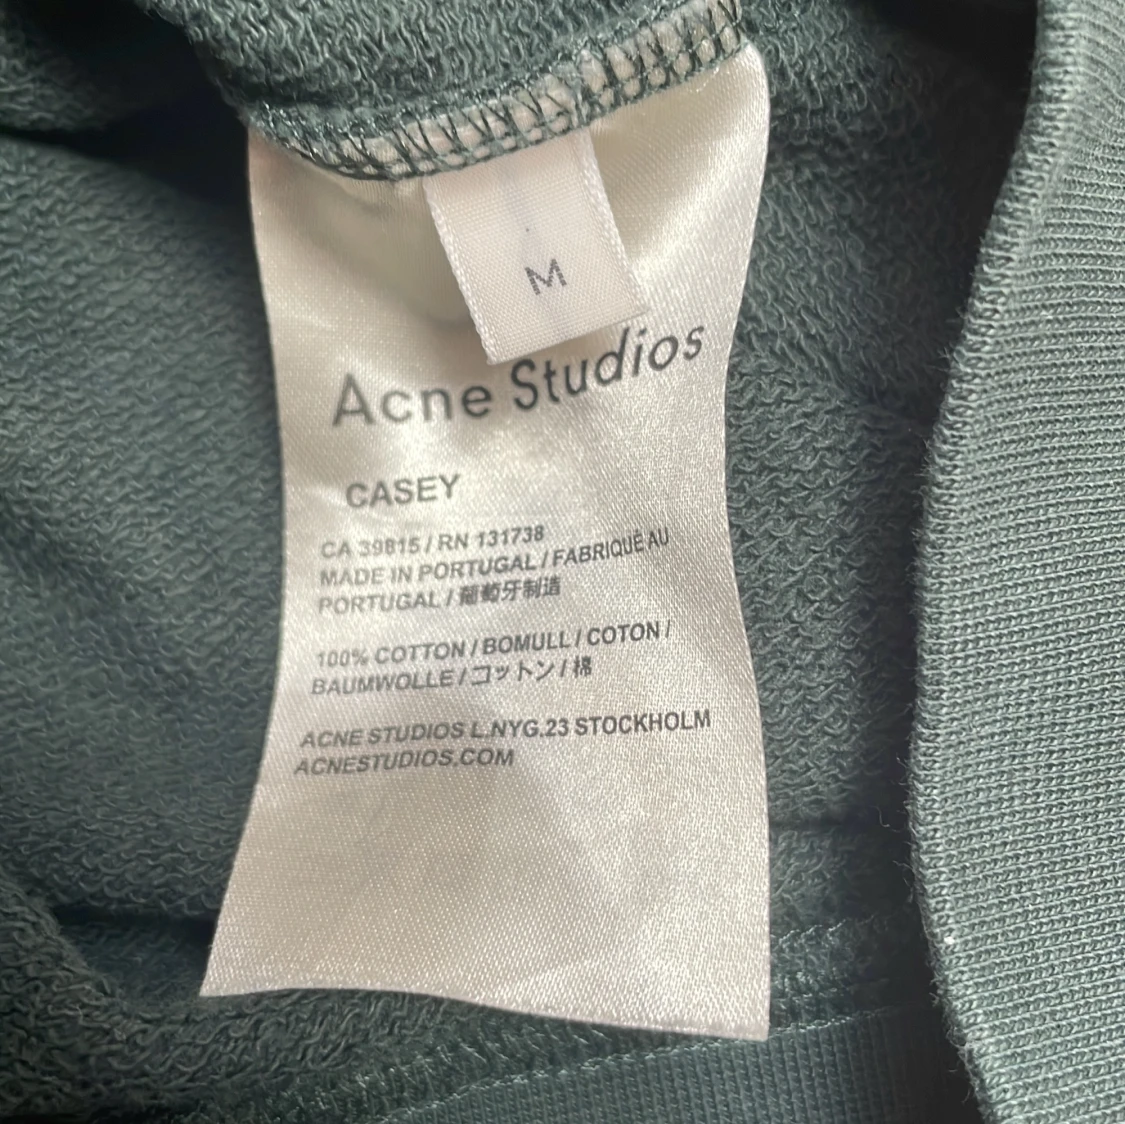 M
Acne Studios
CASEY
CA 39815 / RN 131738
MADE IN PORTUGAL / FABRIQUÉ AU
PORTUGAL / 葡萄牙制造
100% COTTON / BOMULL / COTON /
BAUMWOLLE / コットン / 棉
ACNE STUDIOS L.NYG.23 STOCKHOLM
ACNESTUDIOS.COM